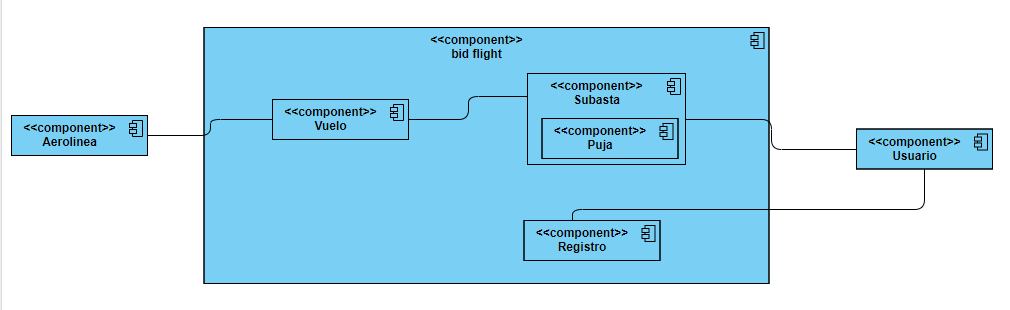 <<component>>
bid flight
<<component>>
Aerolinea
<<component>>
Vuelo
<<component>>
Subasta
<<component>>
Puja
<<component>>
Usuario
<<component>>
Registro